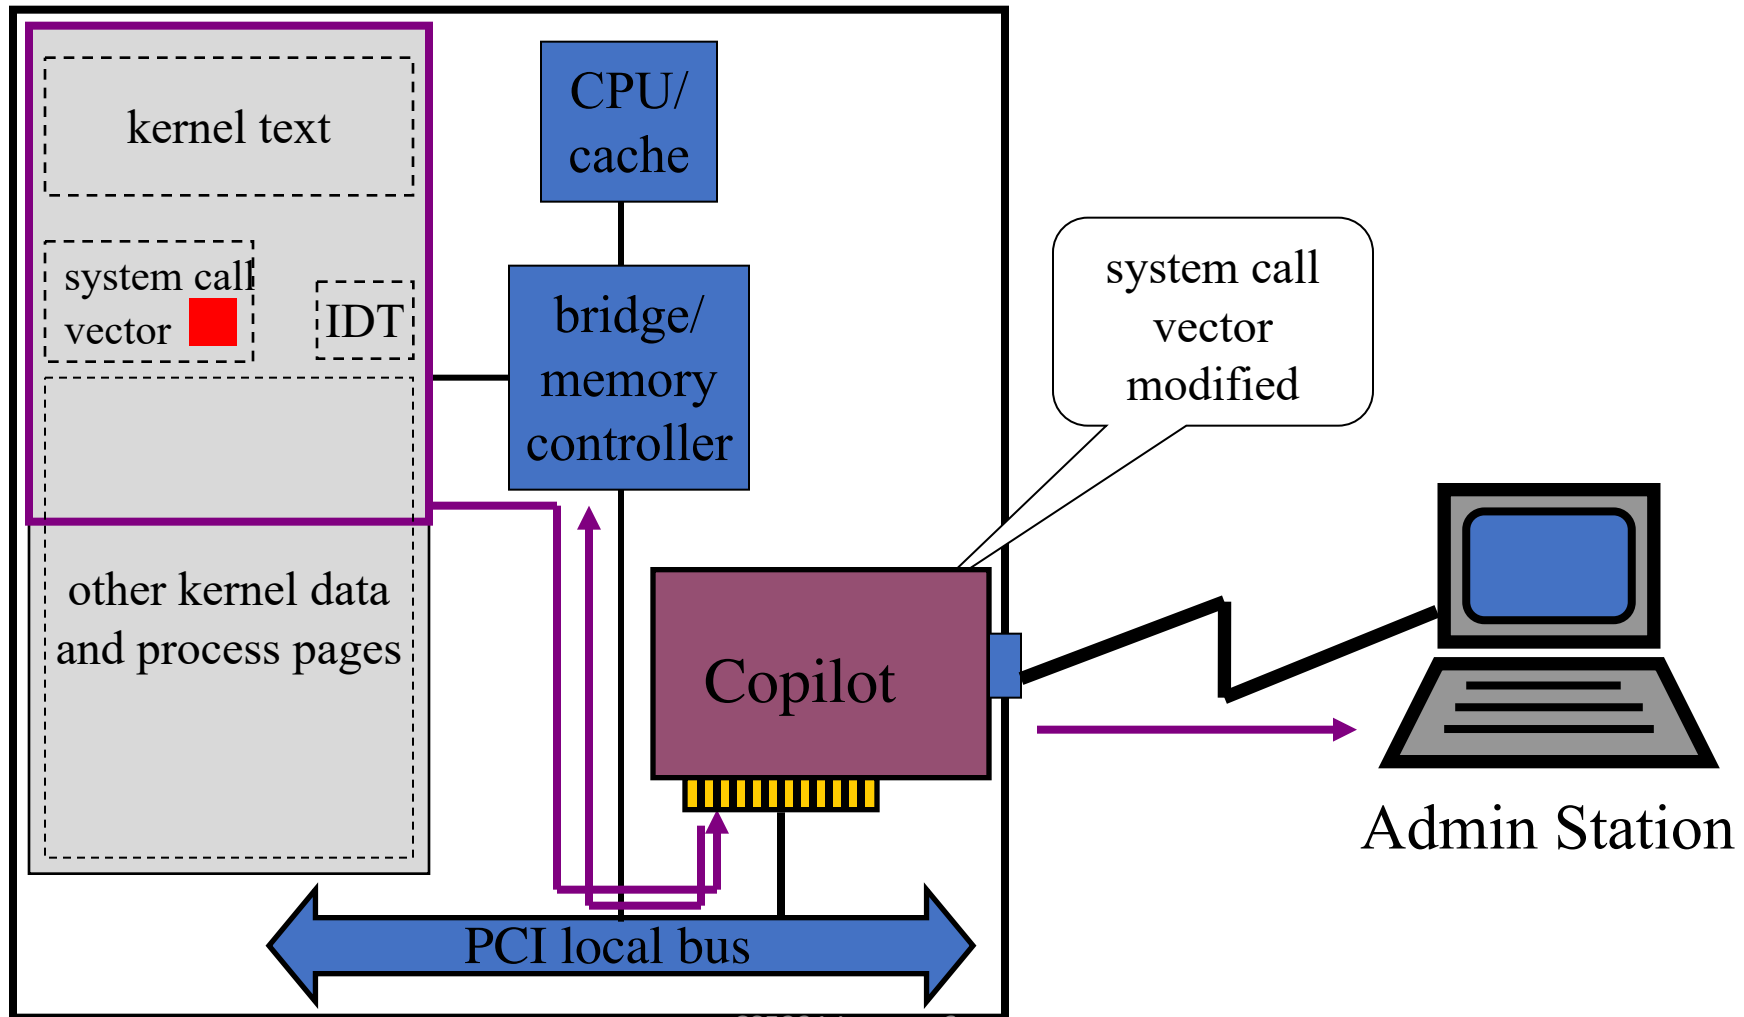 kernel text
system call
vector
IDT
other kernel data
and process pages
CPU/
cache
bridge/
memory
controller
system call
vector
modified
Copilot
Admin Station
PCI local bus